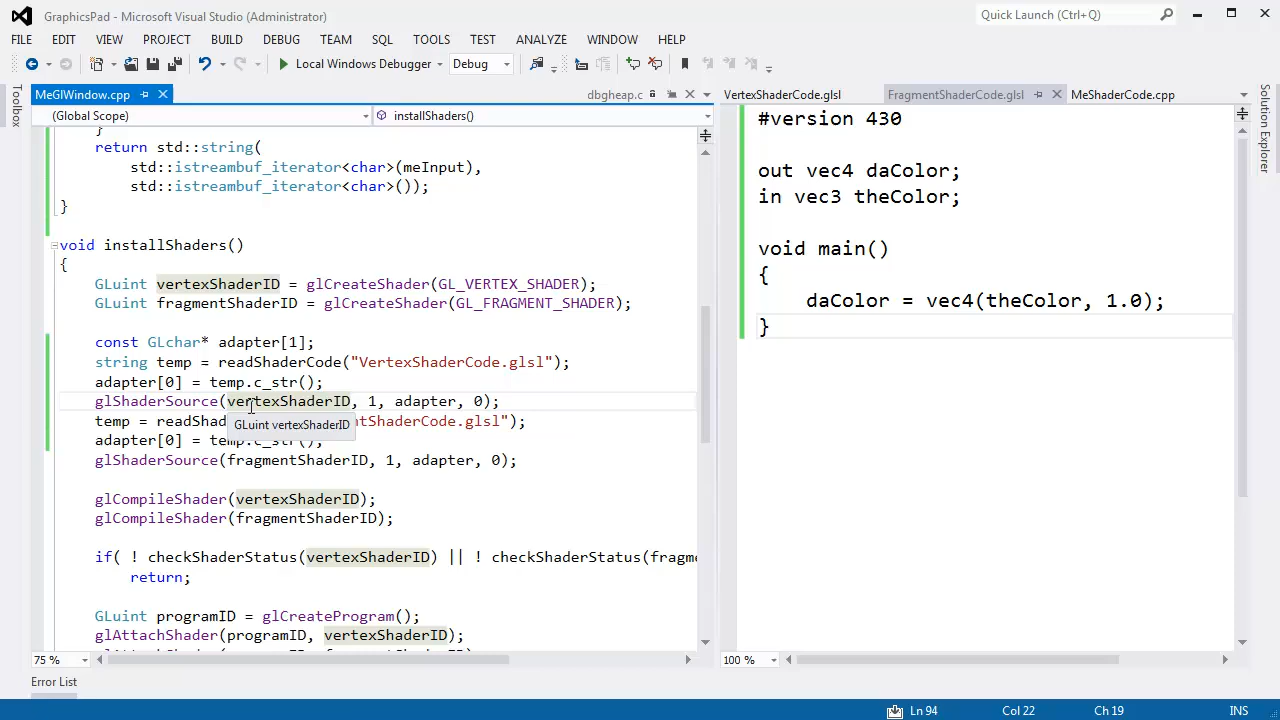 GraphicsPad - Microsoft Visual Studio (Administrator)
Quick Launch (Ctrl+Q)
FILE EDIT VIEW PROJECT BUILD DEBUG TEAM SQL TOOLS TEST ANALYZE WINDOW HELP
Local Windows Debugger Debug
Toolbox
MeGlWindow.cpp dbgheap.c
(Global Scope) installShaders()
}
return std::string(
std::istreambuf_iterator<char>(meInput),
std::istreambuf_iterator<char>());
}
void installShaders()
{
GLuint vertexShaderID = glCreateShader(GL_VERTEX_SHADER);
GLuint fragmentShaderID = glCreateShader(GL_FRAGMENT_SHADER);
const GLchar* adapter[1];
string temp = readShaderCode("VertexShaderCode.glsl");
adapter[0] = temp.c_str();
glShaderSource(vertexShaderID, 1, adapter, 0);
temp = readShad ntShaderCode.glsl");
GLuint vertexShaderID
adapter[0] = temp.c_str();
glShaderSource(fragmentShaderID, 1, adapter, 0);
glCompileShader(vertexShaderID);
glCompileShader(fragmentShaderID);
if( ! checkShaderStatus(vertexShaderID) || ! checkShaderStatus(fragme
return;
GLuint programID = glCreateProgram();
glAttachShader(programID, vertexShaderID);
75 %
VertexShaderCode.glsl FragmentShaderCode.glsl MeShaderCode.cpp
#version 430
out vec4 daColor;
in vec3 theColor;
void main()
{
daColor = vec4(theColor, 1.0);
}
100 %
Solution Explorer
Error List
Ln 94 Col 22 Ch 19 INS